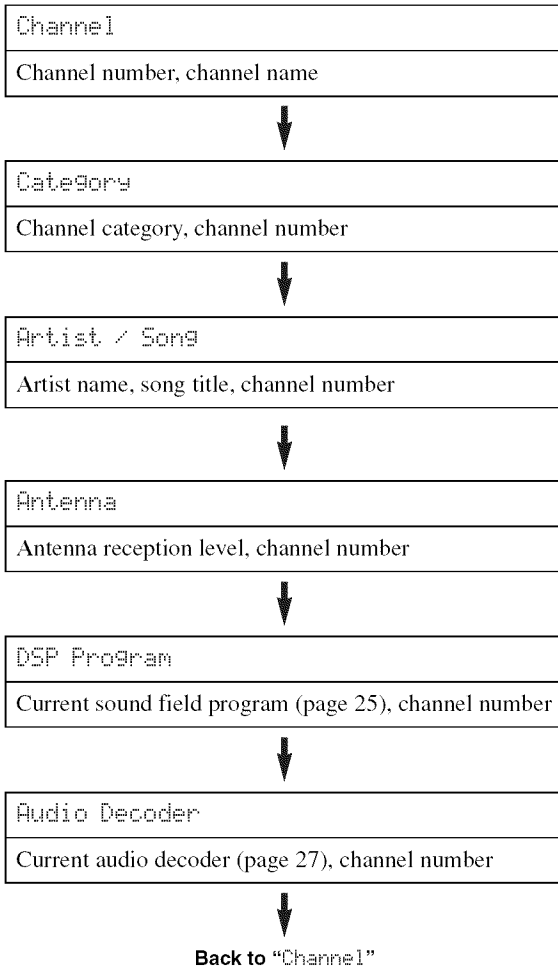 Channel
Channel number, channel name
Category
Channel category, channel number
Artist / Song
Artist name, song title, channel number
Antenna
Antenna reception level, channel number
DSP Program
Current sound field program (page 25), channel number
Audio Decoder
Current audio decoder (page 27), channel number
Back to “Channel”